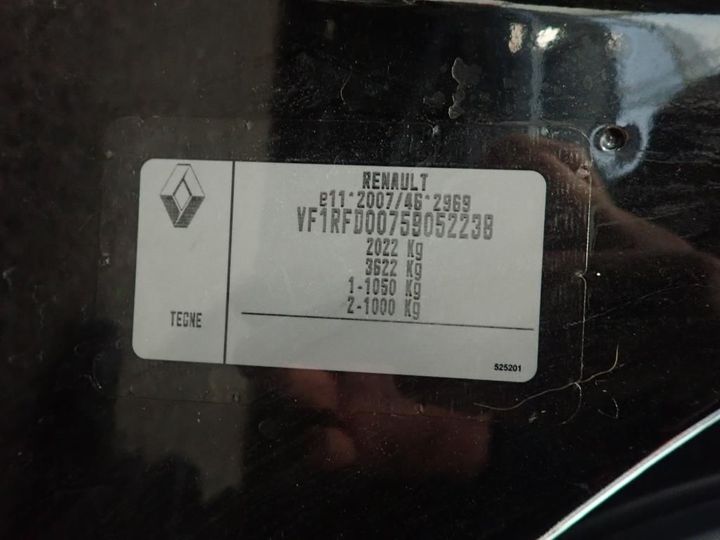 RENAULT
e11*2007/46*2969
VF1RFD00759052238
2022 Kg
3622 Kg
1-1050 Kg
2-1000 Kg
TEGNE
525201